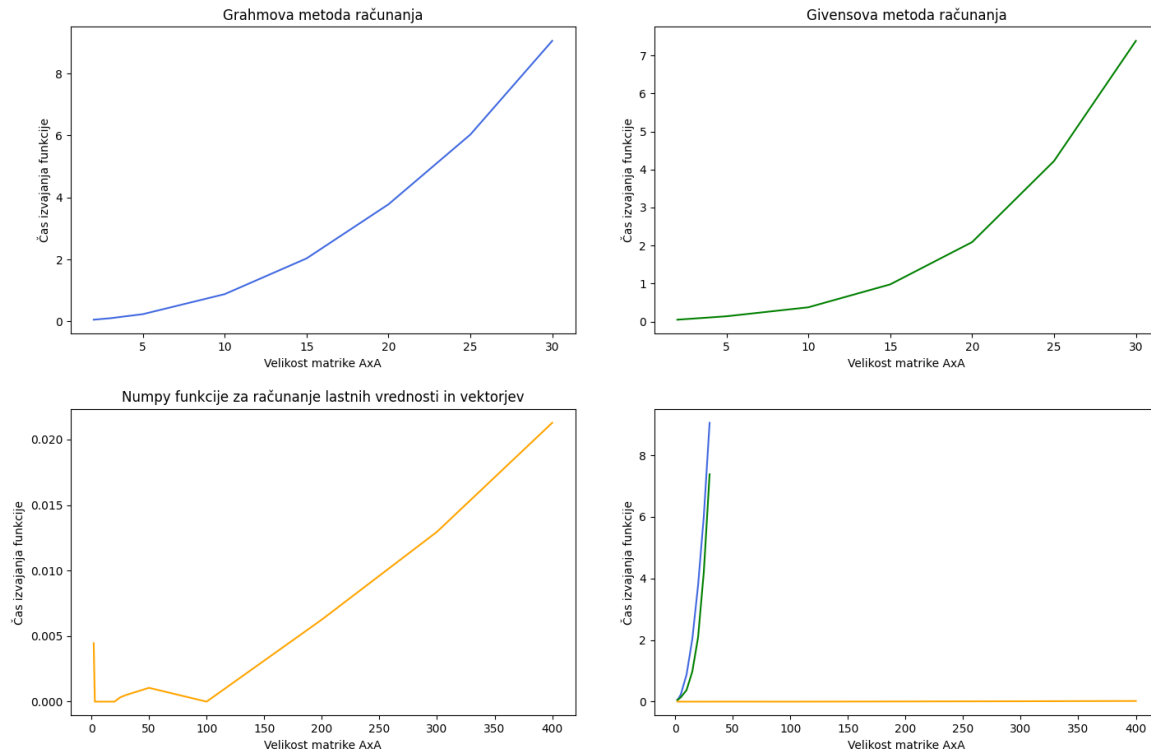 Grahmova metoda računanja
Čas izvajanja funkcije
8
6
4
2
0
5 10 15 20 25 30
Velikost matrike AxA
Givensova metoda računanja
Čas izvajanja funkcije
7
6
5
4
3
2
1
0
5 10 15 20 25 30
Velikost matrike AxA
Numpy funkcije za računanje lastnih vrednosti in vektorjev
Čas izvajanja funkcije
0.020
0.015
0.010
0.005
0.000
0 50 100 150 200 250 300 350 400
Velikost matrike AxA
Čas izvajanja funkcije
8
6
4
2
0
0 50 100 150 200 250 300 350 400
Velikost matrike AxA